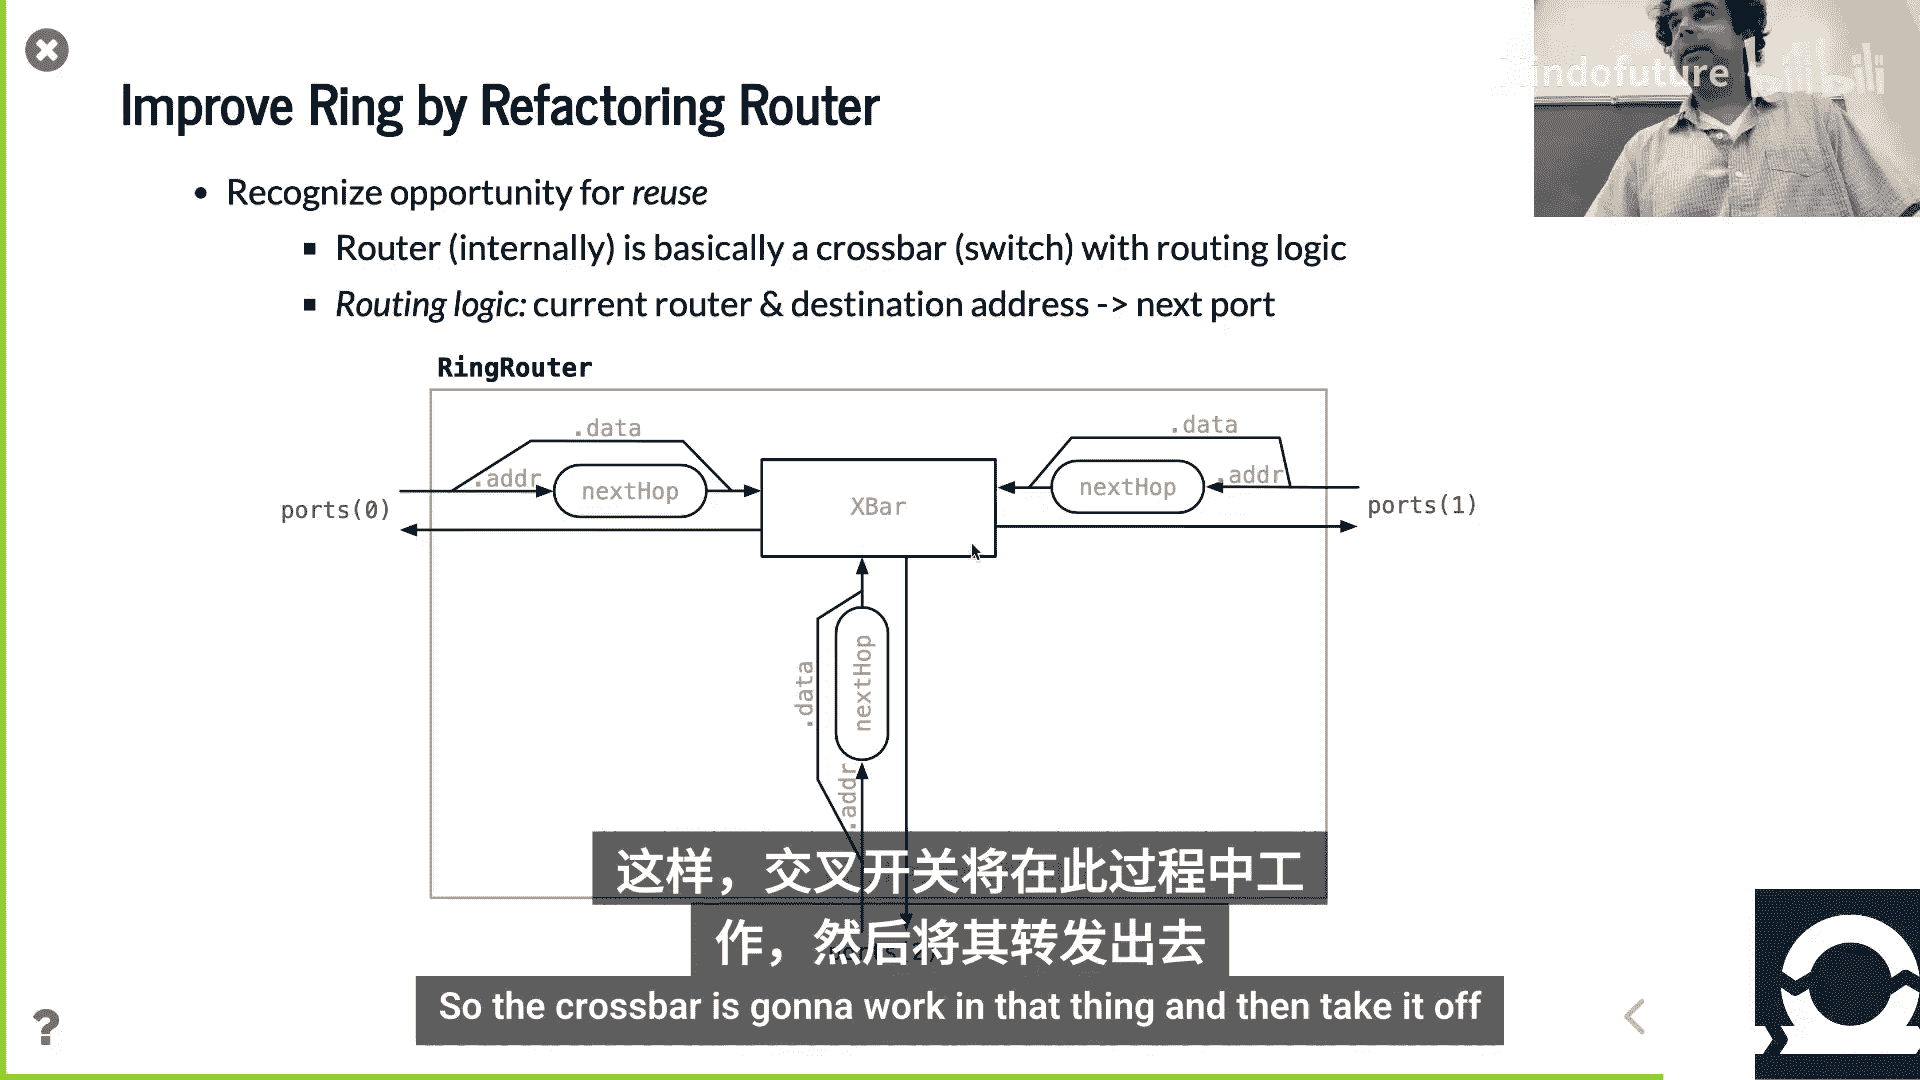 Improve Ring by Refactoring Router
indofuture
bilibili
Recognize opportunity for reuse
Router (internally) is basically a crossbar (switch) with routing logic
Routing logic: current router & destination address -> next port
RingRouter
.data
.data
.addr
nextHop
XBar
nextHop
.addr
ports(0)
ports(1)
.data
nextHop
.addr
这样，交叉开关将在此过程中工
作，然后将其转发出去
So the crossbar is gonna work in that thing and then take it off
?